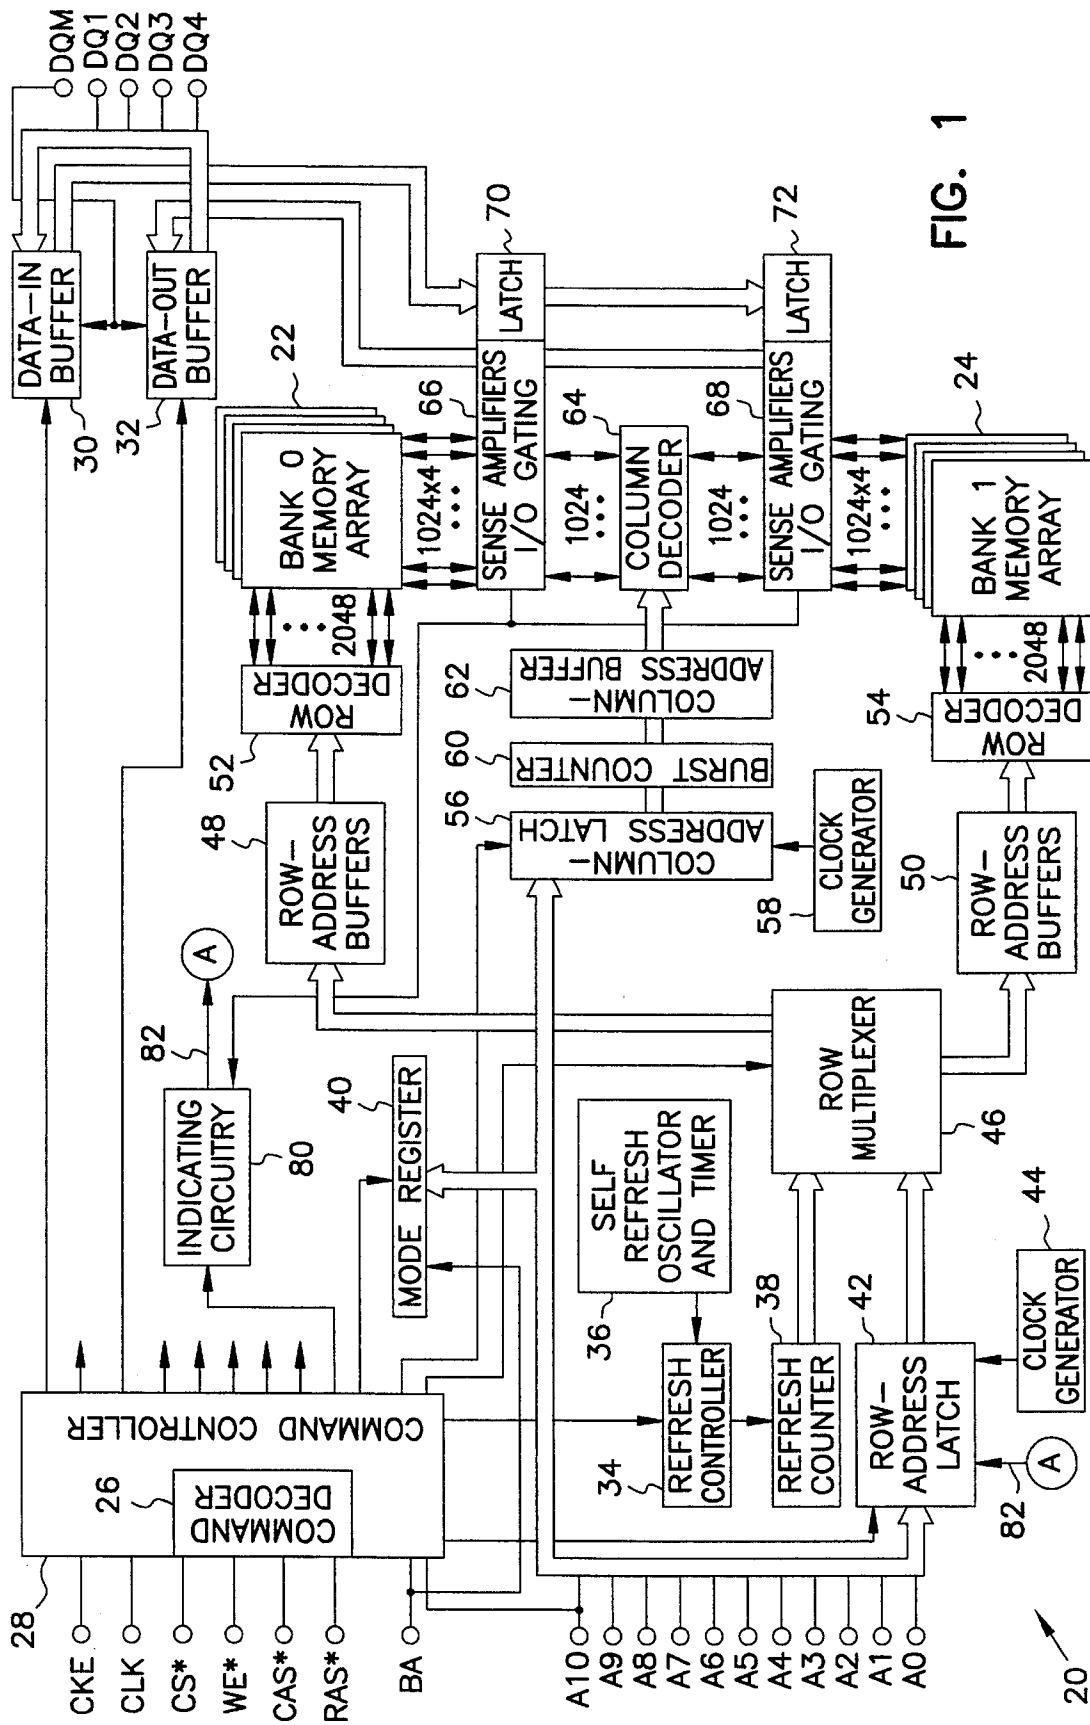 28
CKE
CLK
CS*
WE*
CAS*
RAS*
BA
A10
A9
A8
A7
A6
A5
A4
A3
A2
A1
A0
20
COMMAND CONTROLLER
26
COMMAND
DECODER
INDICATING
CIRCUITRY
80
82
A
MODE REGISTER
40
SELF
REFRESH
OSCILLATOR
AND TIMER
36
REFRESH
CONTROLLER
34
REFRESH
COUNTER
38
ROW-
ADDRESS
LATCH
42
82
A
CLOCK
GENERATOR
44
ROW
MULTIPLEXER
46
ROW-
ADDRESS
BUFFERS
48
ROW-
ADDRESS
BUFFERS
50
ROW
DECODER
52
ROW
DECODER
54
COLUMN-
ADDRESS LATCH
56
CLOCK
GENERATOR
58
BURST COUNTER
60
COLUMN-
ADDRESS BUFFER
62
COLUMN
DECODER
64
2048
BANK 0
MEMORY
ARRAY
22
1024x4
SENSE AMPLIFIERS
I/O GATING
66
LATCH
70
1024
1024
SENSE AMPLIFIERS
I/O GATING
68
LATCH
72
1024x4
2048
BANK 1
MEMORY
ARRAY
24
DATA-IN
BUFFER
30
DATA-OUT
BUFFER
32
DQM
DQ1
DQ2
DQ3
DQ4
FIG. 1